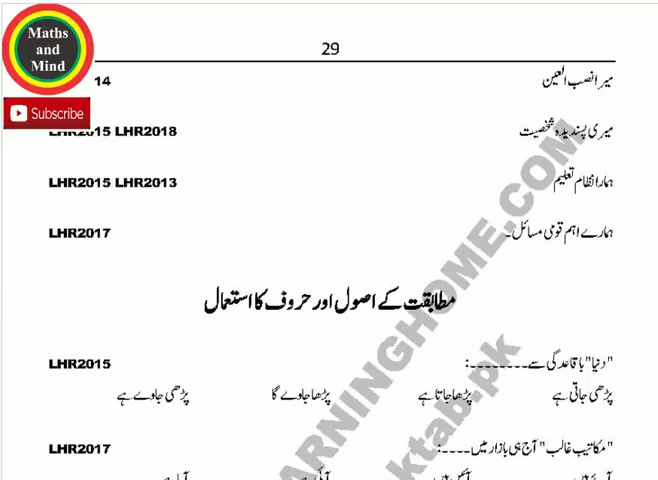 Maths
and
Mind
Subscribe
29
میرا نصب العین 14
میری پسندیدہ شخصیت LHR2015 LHR2018
ہمارا نظام تعلیم LHR2015 LHR2013
ہمارے اہم قومی مسائل۔ LHR2017
مطابقت کے اصول اور حروف کا استعمال
"دنیا" باقاعدگی سے۔۔۔۔۔۔۔۔: LHR2015
پڑھی جاتی ہے پڑھا جاتا ہے پڑھا جاوے گا پڑھی جاوے ہے
"مکاتیب غالب" آج ہی بازار میں۔۔۔۔: LHR2017
ARNINGHOME.COM
ktab.pk